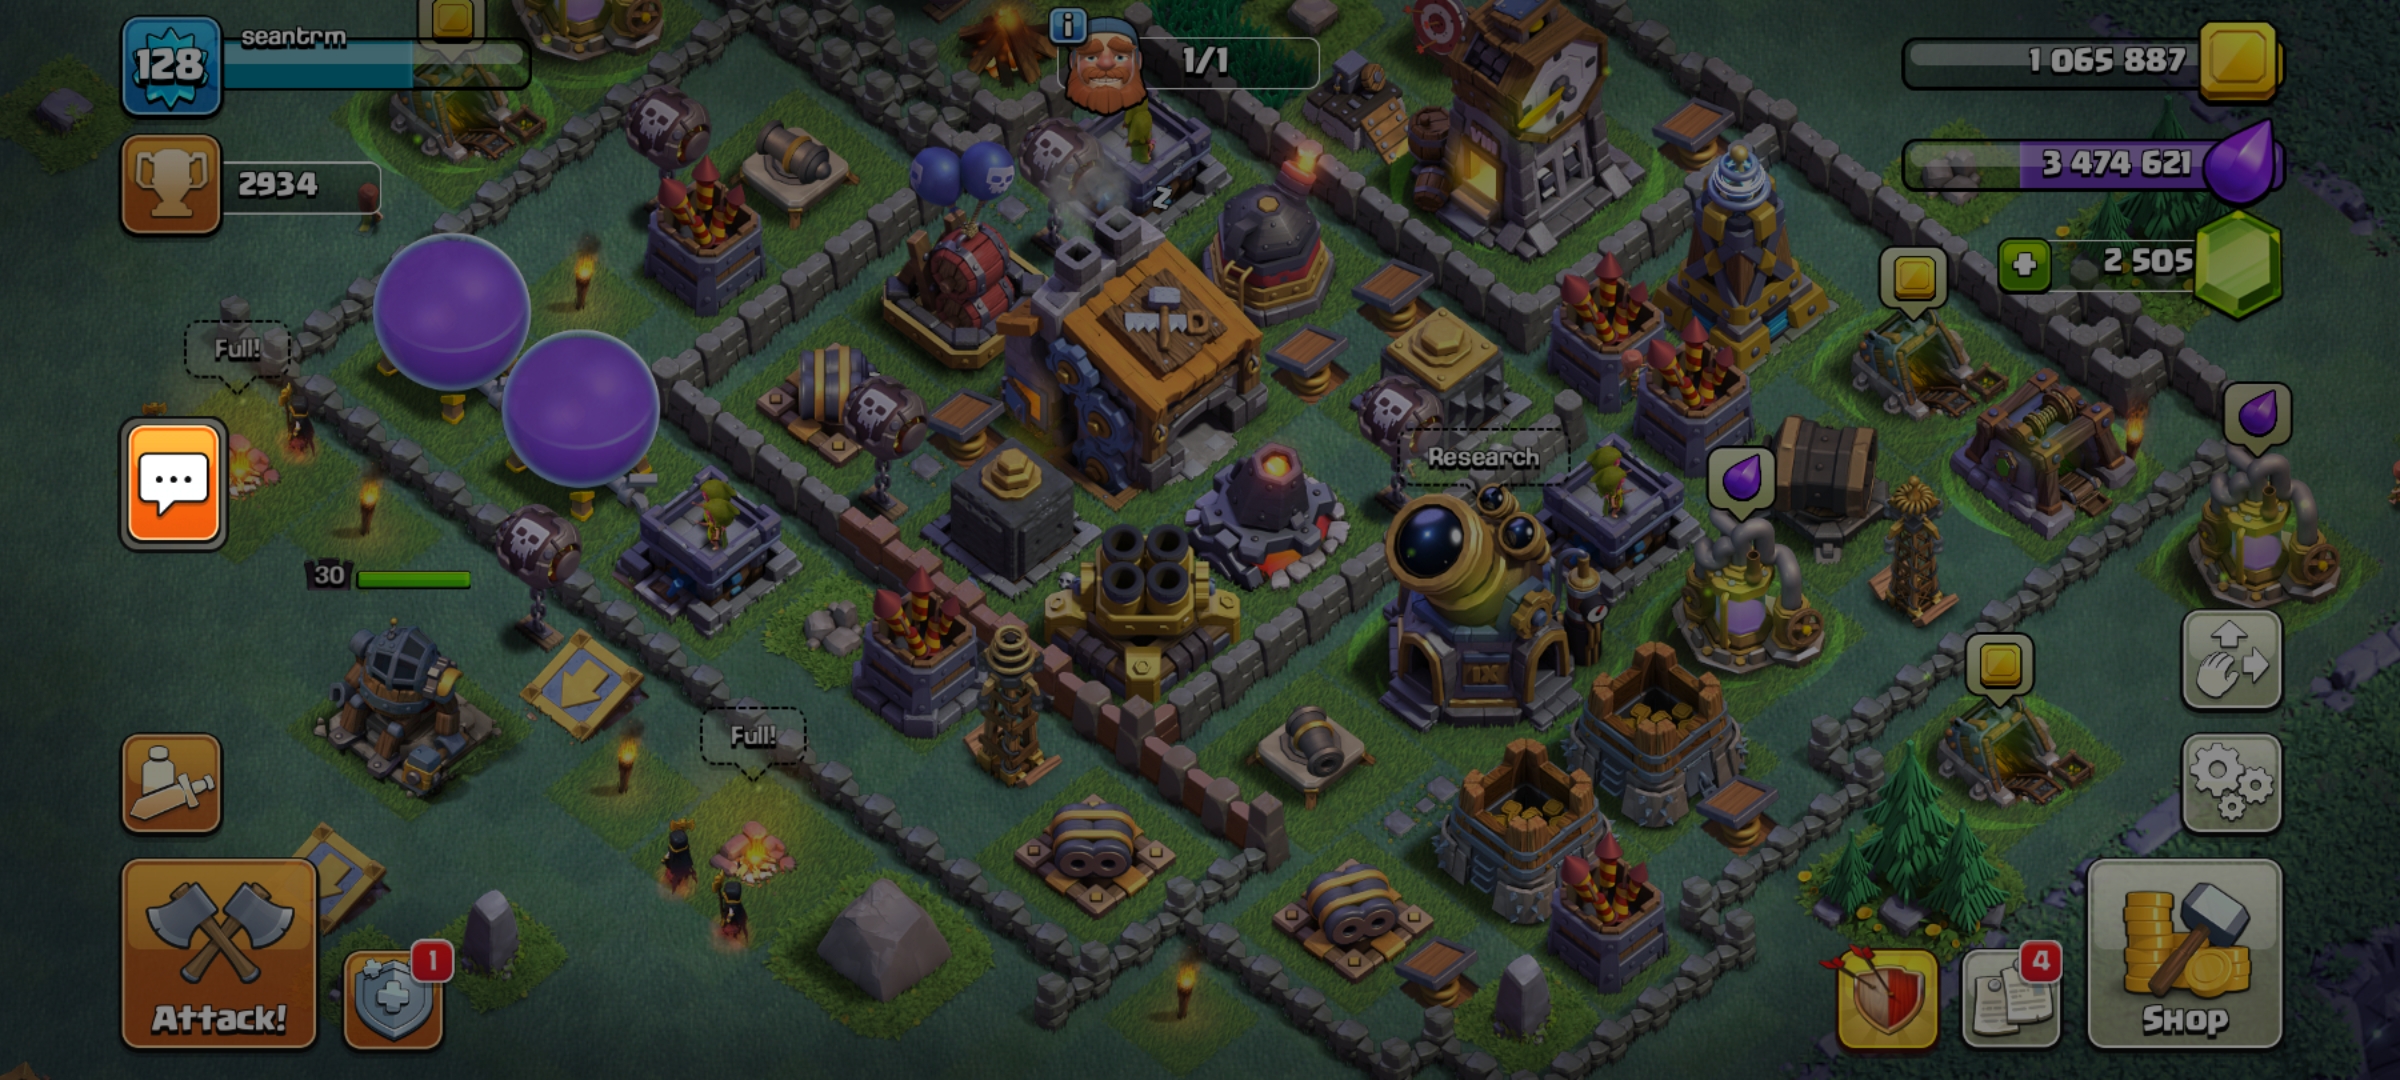 128
seantrm
1/1
1 065 887
2934
3 474 621
2 505
z
Full!
Research
30
Full!
IX
1
4
Attack!
Shop